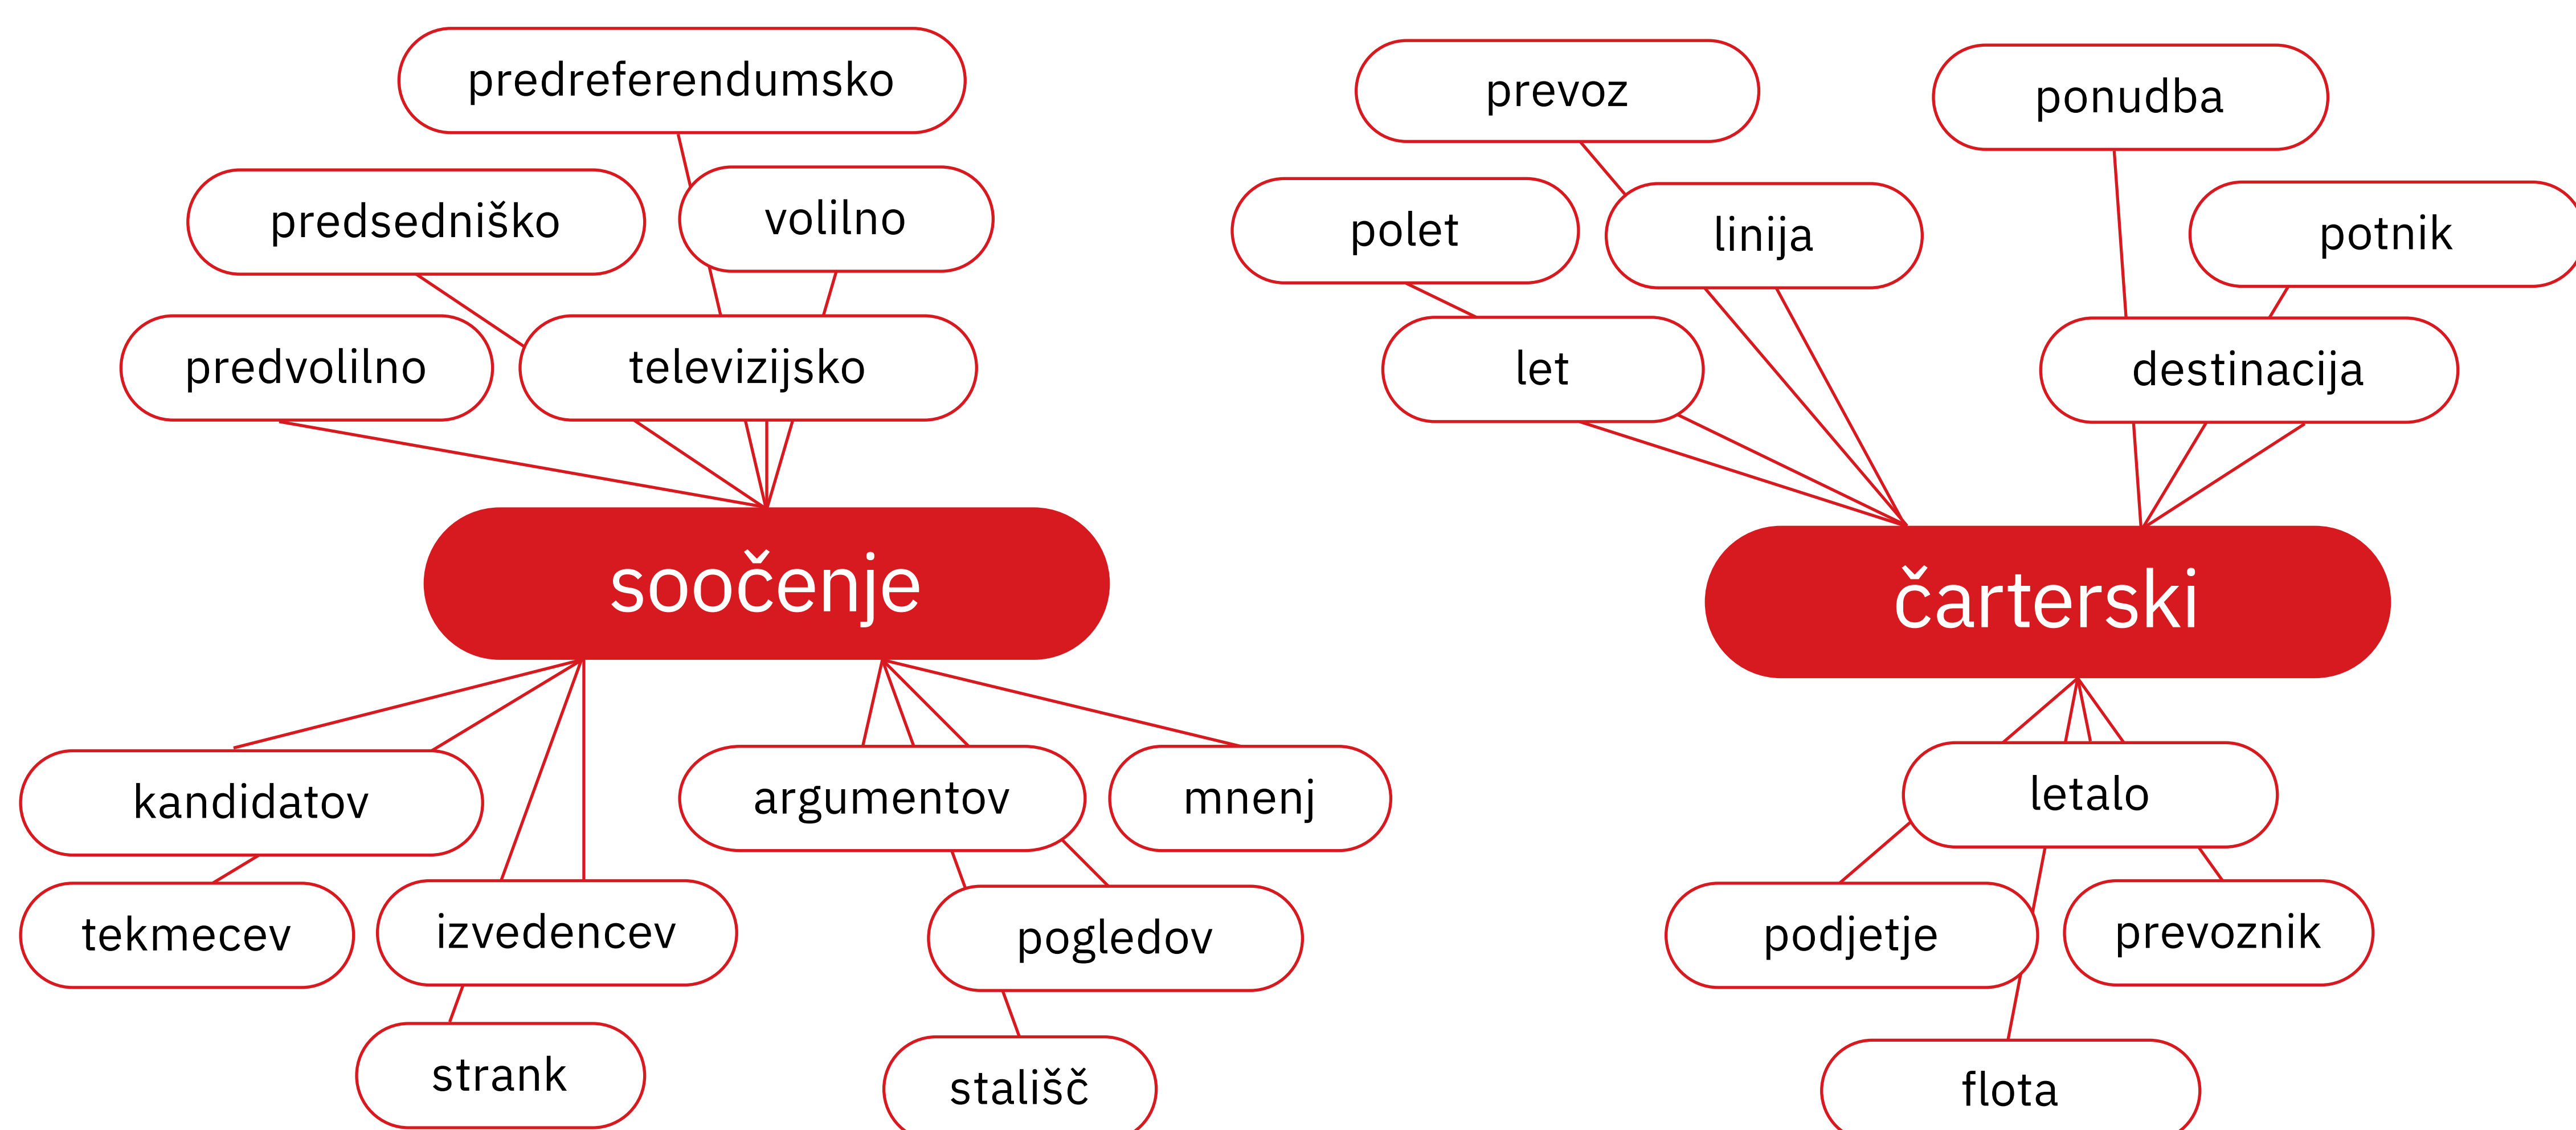 predreferendumsko
predsedniško
volilno
predvolilno
televizijsko
soočenje
kandidatov
argumentov
mnenj
tekmecev
izvedencev
pogledov
strank
stališč
prevoz
ponudba
polet
linija
potnik
let
destinacija
čarterski
letalo
podjetje
prevoznik
flota